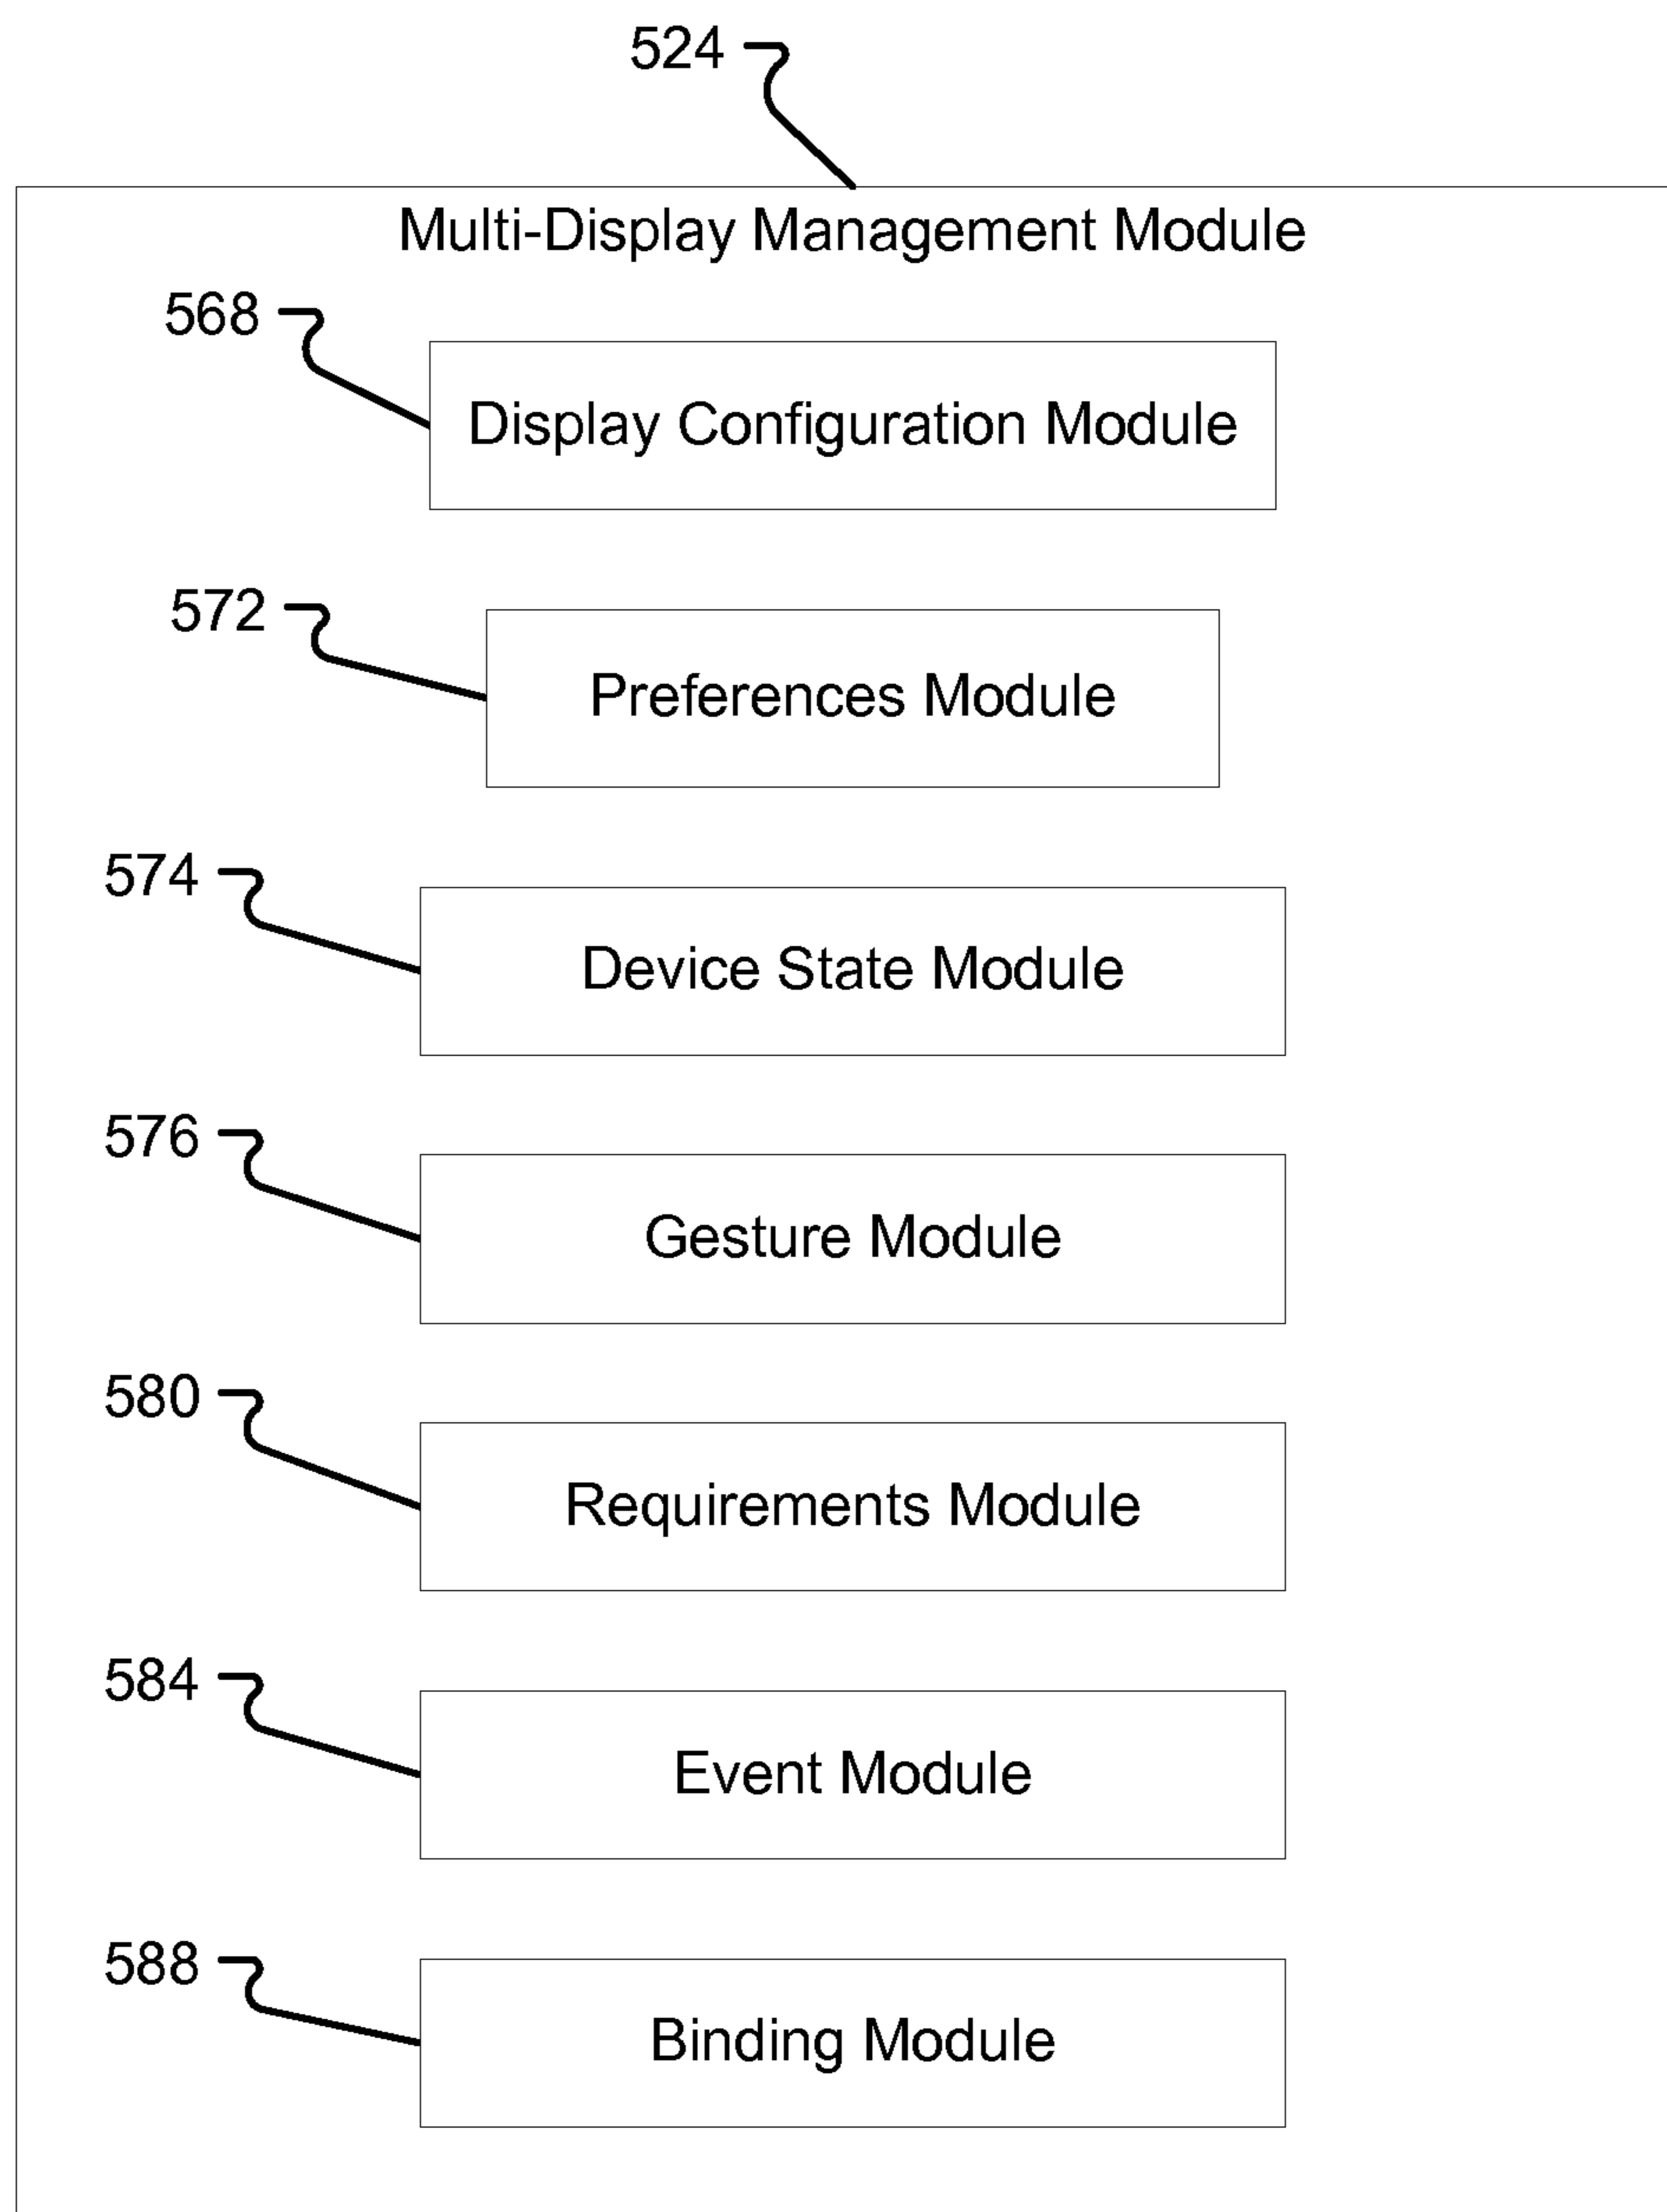 524
Multi-Display Management Module
568
Display Configuration Module
572
Preferences Module
574
Device State Module
576
Gesture Module
580
Requirements Module
584
Event Module
588
Binding Module